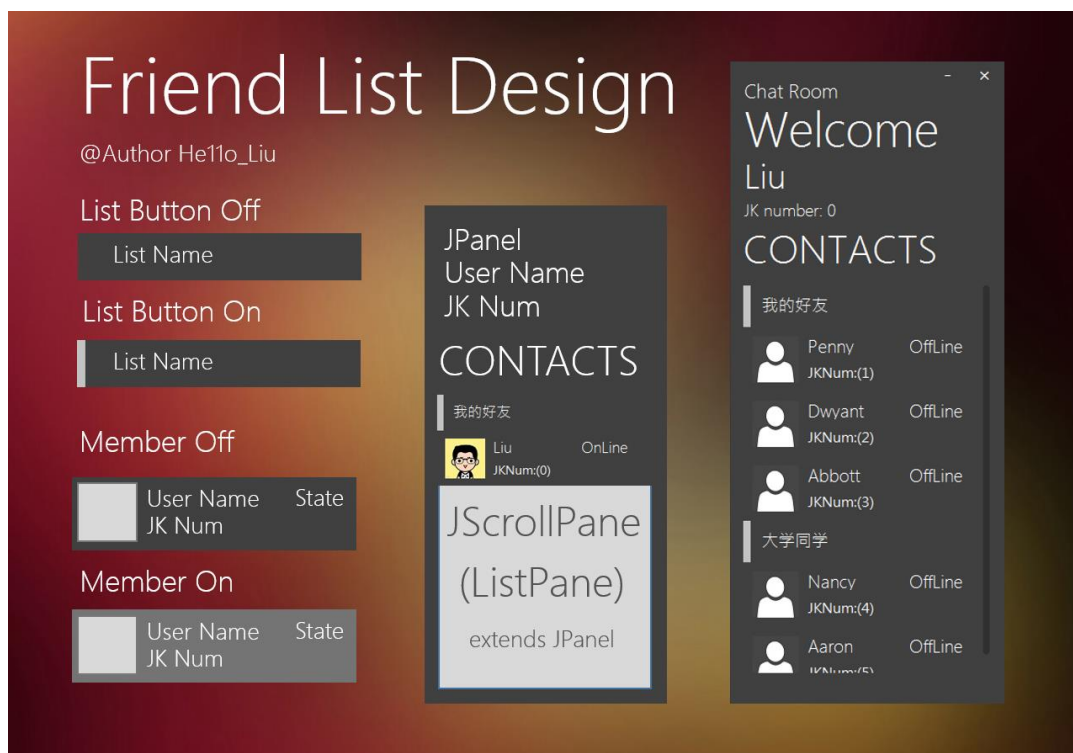 Friend List Design
@Author He11o_Liu
List Button Off
List Name
List Button On
List Name
Member Off
User Name State
JK Num
Member On
User Name State
JK Num
JPanel
User Name
JK Num
CONTACTS
我的好友
Liu OnLine
JKNum:(0)
JScrollPane
(ListPane)
extends JPanel
- ×
Chat Room
Welcome
Liu
JK number: 0
CONTACTS
我的好友
Penny OffLine
JKNum:(1)
Dwyant OffLine
JKNum:(2)
Abbott OffLine
JKNum:(3)
大学同学
Nancy OffLine
JKNum:(4)
Aaron OffLine
JKNum:(5)